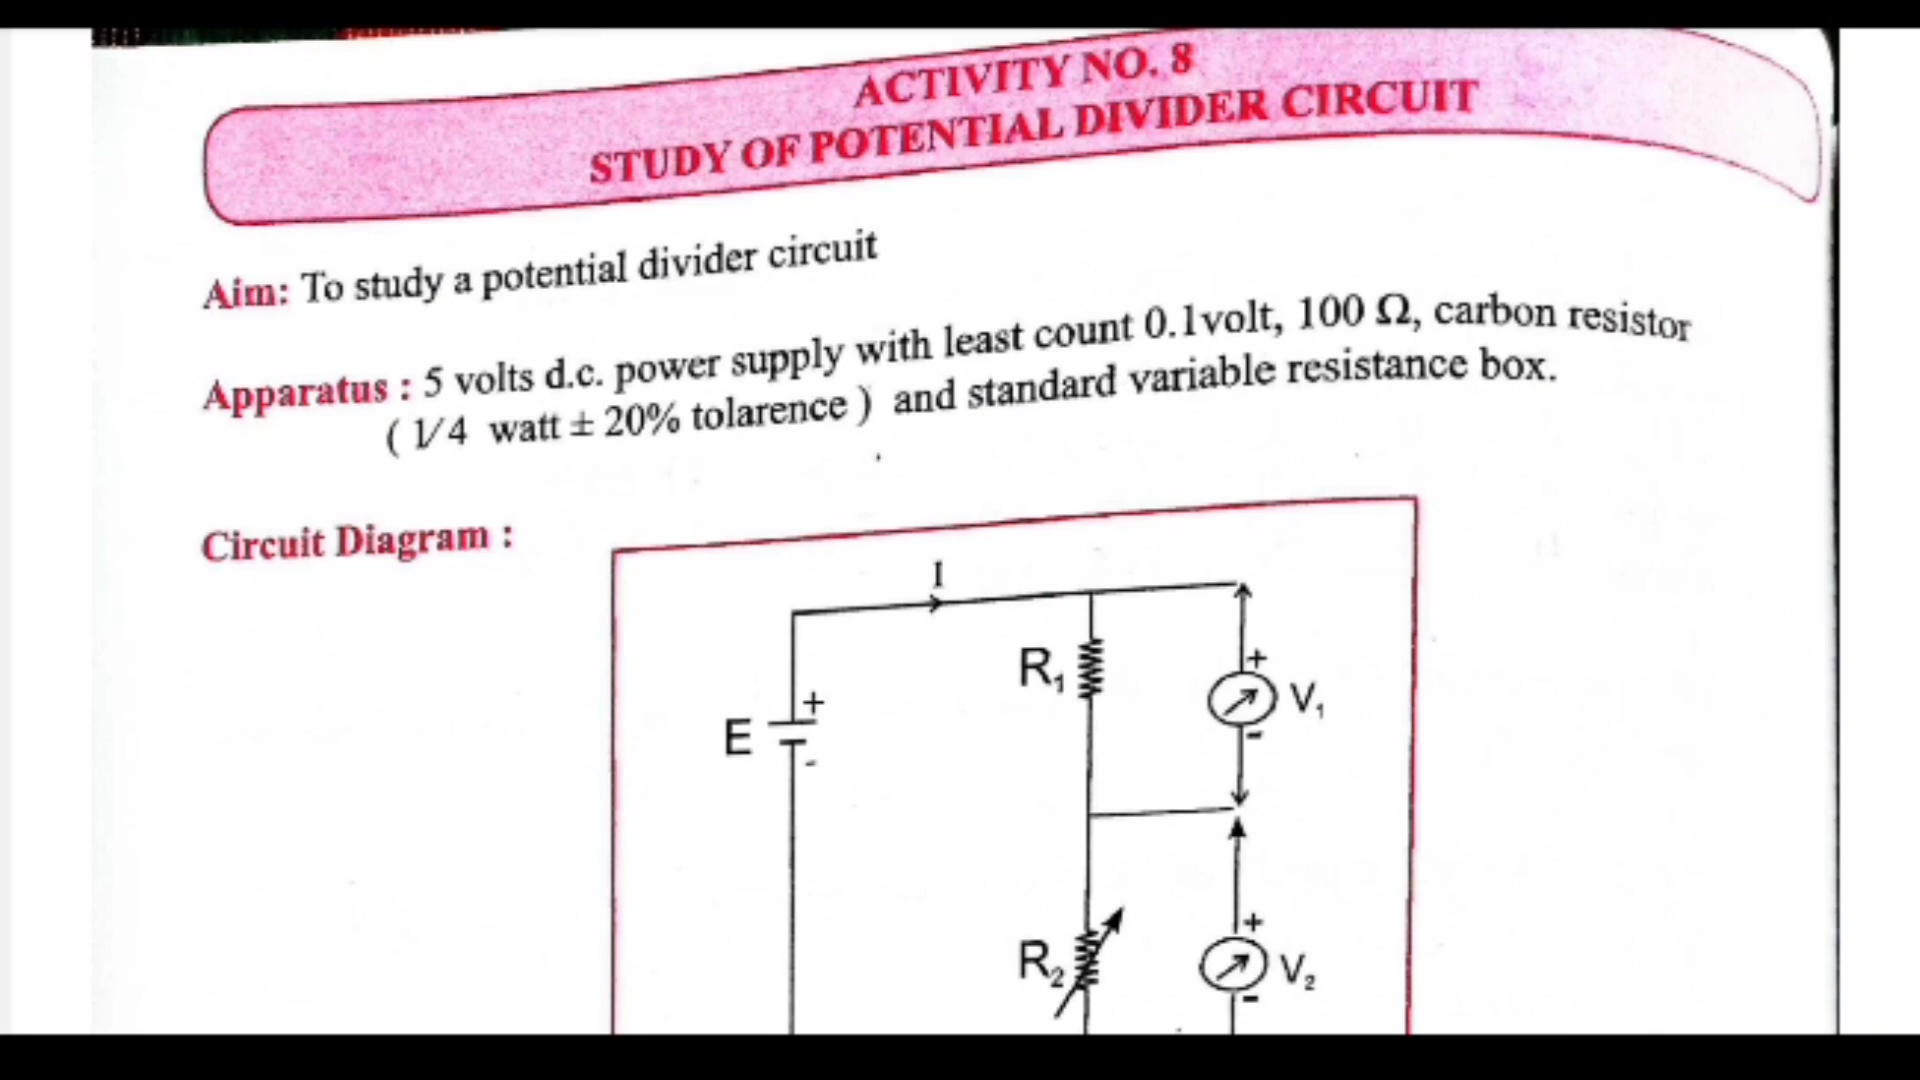 ACTIVITY NO. 8
STUDY OF POTENTIAL DIVIDER CIRCUIT
Aim: To study a potential divider circuit
Apparatus : 5 volts d.c. power supply with least count 0.1volt, 100 Ω, carbon resistor
( 1/4 watt ± 20% tolarence ) and standard variable resistance box.
Circuit Diagram :
I
R₁
+
V₁
-
E
+
-
R₂
+
V₂
-